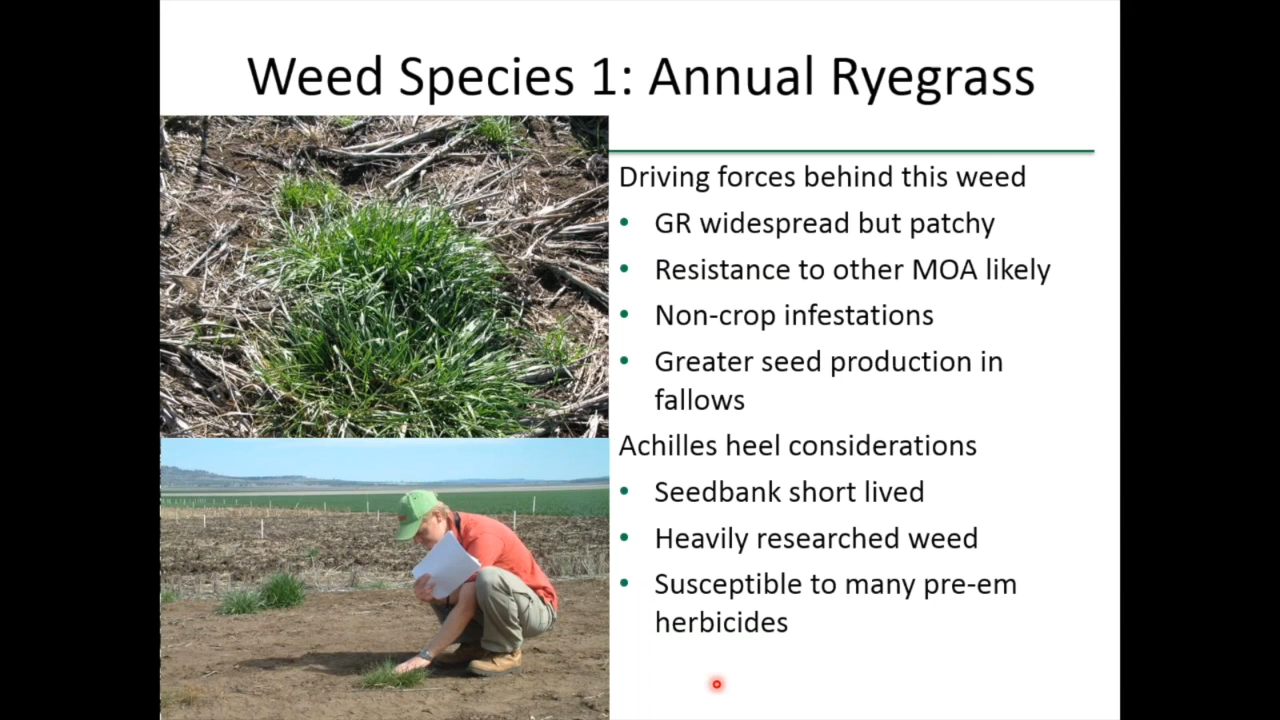 Weed Species 1: Annual Ryegrass
Driving forces behind this weed
• GR widespread but patchy
• Resistance to other MOA likely
• Non-crop infestations
• Greater seed production in
fallows
Achilles heel considerations
• Seedbank short lived
• Heavily researched weed
• Susceptible to many pre-em
herbicides